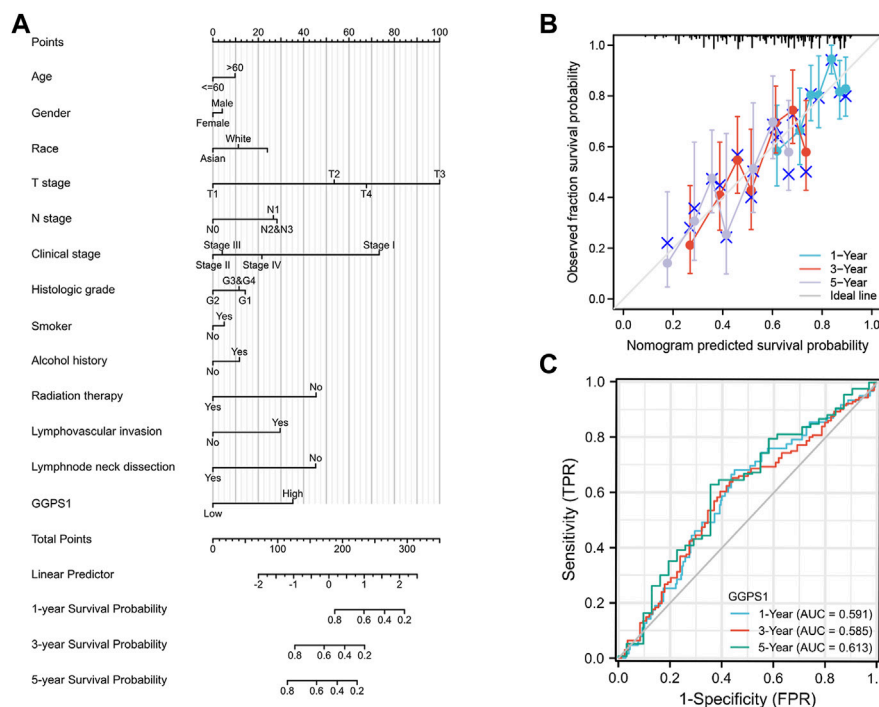 A
Points
0 20 40 60 80 100
Age
>60
<=60
Gender
Male
Female
Race
White
Asian
T stage
T2 T3
T1 T4
N stage
N1
N0 N2&N3
Clinical stage
Stage III Stage I
Stage II Stage IV
Histologic grade
G3&G4
G2 G1
Smoker
Yes
No
Alcohol history
Yes
No
Radiation therapy
No
Yes
Lymphovascular invasion
Yes
No
Lymphnode neck dissection
No
Yes
GGPS1
High
Low
Total Points
0 100 200 300
Linear Predictor
-2 -1 0 1 2
1-year Survival Probability
0.8 0.6 0.4 0.2
3-year Survival Probability
0.8 0.6 0.4 0.2
5-year Survival Probability
0.8 0.6 0.4 0.2
B
Observed fraction survival probability
1.0
0.8
0.6
0.4
0.2
0.0
1-Year
3-Year
5-Year
Ideal line
0.0 0.2 0.4 0.6 0.8 1.0
Nomogram predicted survival probability
C
Sensitivity (TPR)
1.0
0.8
0.6
0.4
0.2
0.0
GGPS1
1-Year (AUC = 0.591)
3-Year (AUC = 0.585)
5-Year (AUC = 0.613)
0.0 0.2 0.4 0.6 0.8 1.0
1-Specificity (FPR)